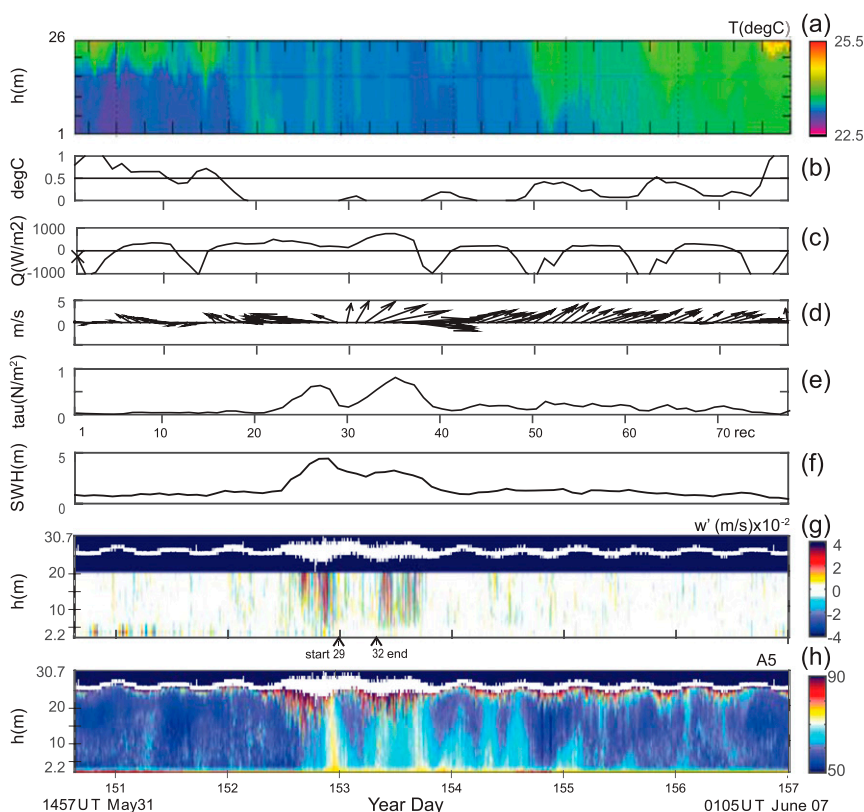 T(degC) (a)
26
h(m)
1
25.5
22.5
(b)
degC
1
0.5
0
(c)
Q(W/m2)
1000
0
-1000
(d)
m/s
5
0
(e)
tau(N/m²)
1
0
1 10 20 30 40 50 60 70 rec
(f)
SWH(m)
5
0
w' (m/s)x10⁻² (g)
30.7
20
10
2.2
h(m)
4
2
0
-2
-4
start 29 32 end
A5 (h)
30.7
20
10
2.2
h(m)
90
50
151 152 153 154 155 156 157
1457UT May31 Year Day 0105UT June 07